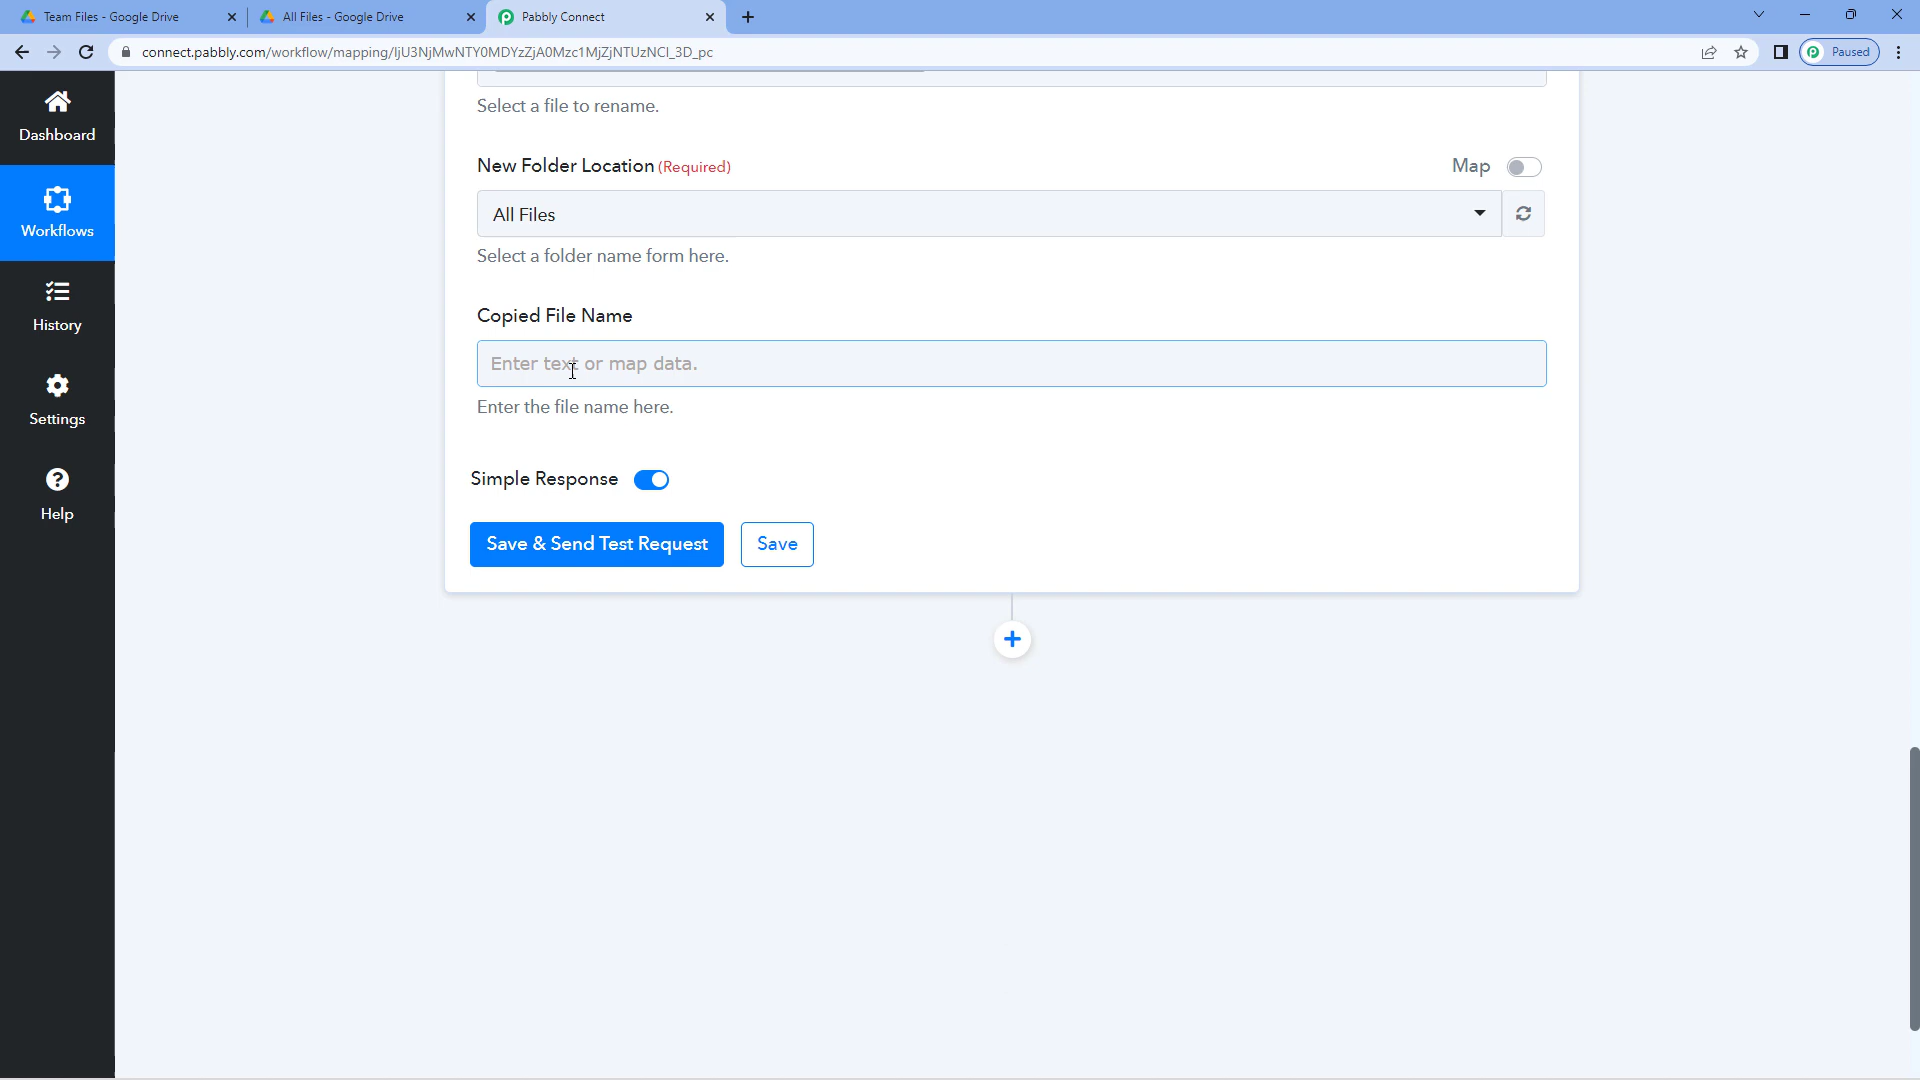 Team Files - Google Drive
All Files - Google Drive
Pabbly Connect
connect.pabbly.com/workflow/mapping/IjU3NjMwNTY0MDYzZjA0Mzc1MjZjNTUzNCI_3D_pc
Paused
Dashboard
Workflows
History
Settings
Help
Select a file to rename.
New Folder Location (Required)
Map
All Files
Select a folder name form here.
Copied File Name
Enter text or map data.
Enter the file name here.
Simple Response
Save & Send Test Request
Save